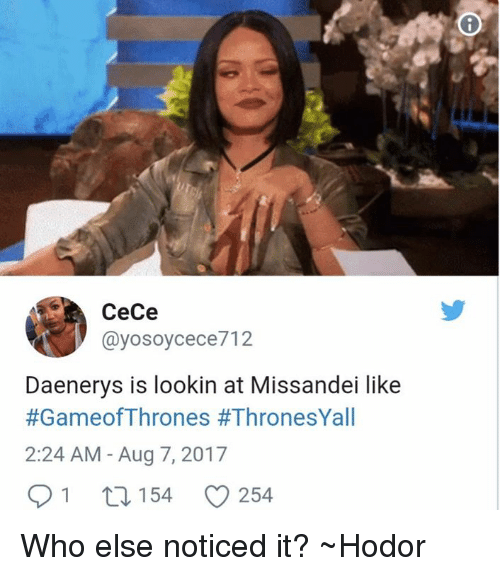 CeCe
@yosoycece712
Daenerys is lookin at Missandei like
#GameofThrones #ThronesYall
2:24 AM - Aug 7, 2017
1 154 254
Who else noticed it? ~Hodor